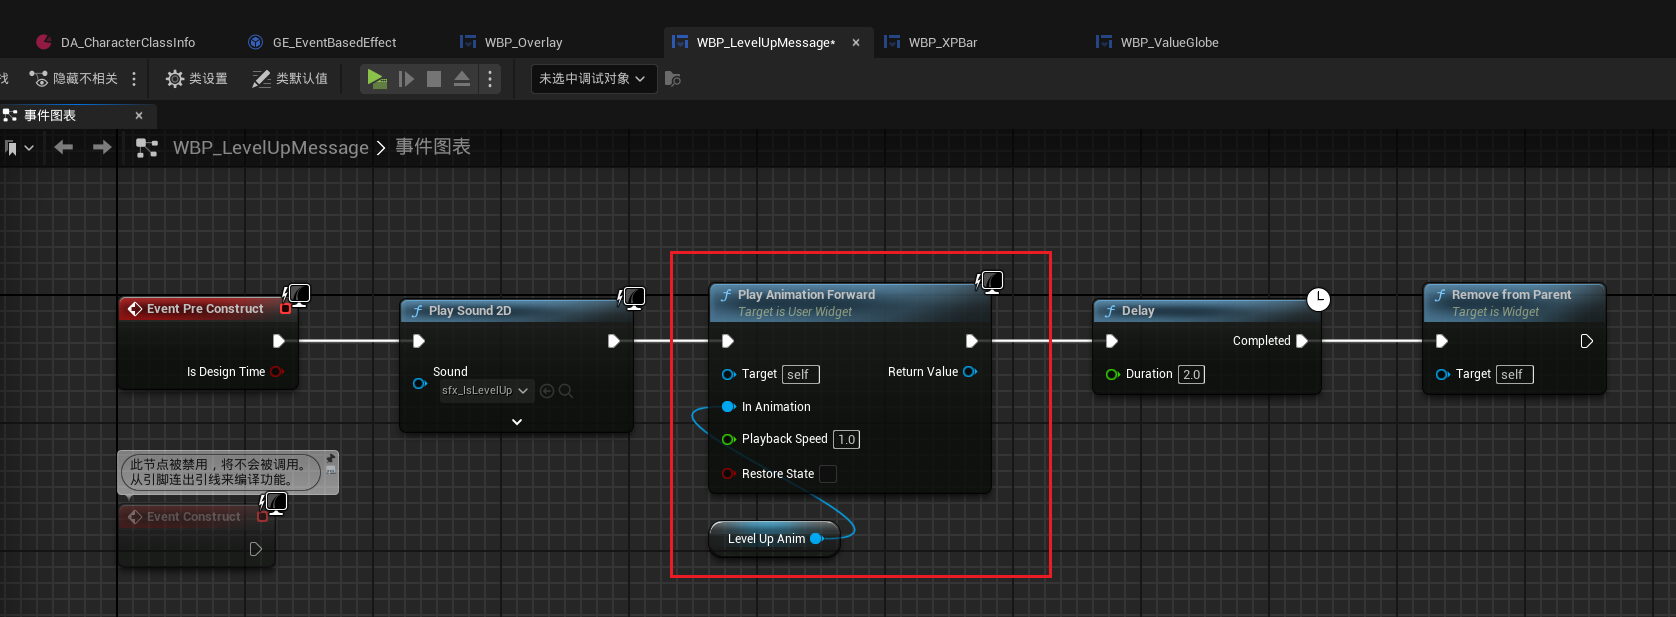 DA_CharacterClassInfo
GE_EventBasedEffect
WBP_Overlay
WBP_LevelUpMessage*
WBP_XPBar
WBP_ValueGlobe
找
隐藏不相关
类设置
类默认值
未选中调试对象
事件图表
WBP_LevelUpMessage > 事件图表
Event Pre Construct
Is Design Time
Play Sound 2D
Sound
sfx_IsLevelUp
Play Animation Forward
Target is User Widget
Target self
Return Value
In Animation
Playback Speed 1.0
Restore State
Level Up Anim
Delay
Completed
Duration 2.0
Remove from Parent
Target is Widget
Target self
此节点被禁用，将不会被调用。
从引脚连出引线来编译功能。
Event Construct